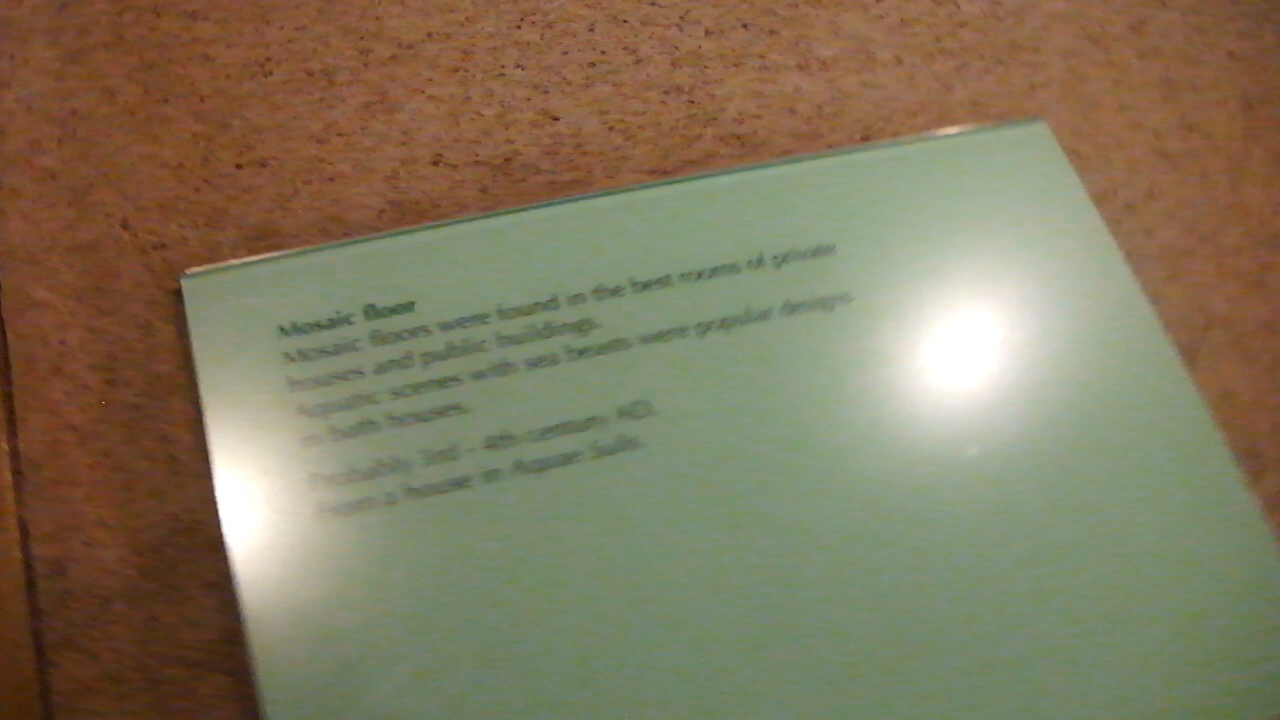 Mosaic floor
Mosaic floors were found in the best rooms of private
houses and public buildings.
Aquatic scenes with sea beasts were popular designs
in bath houses.
Probably 3rd - 4th century AD
From a house in Aquae Sulis